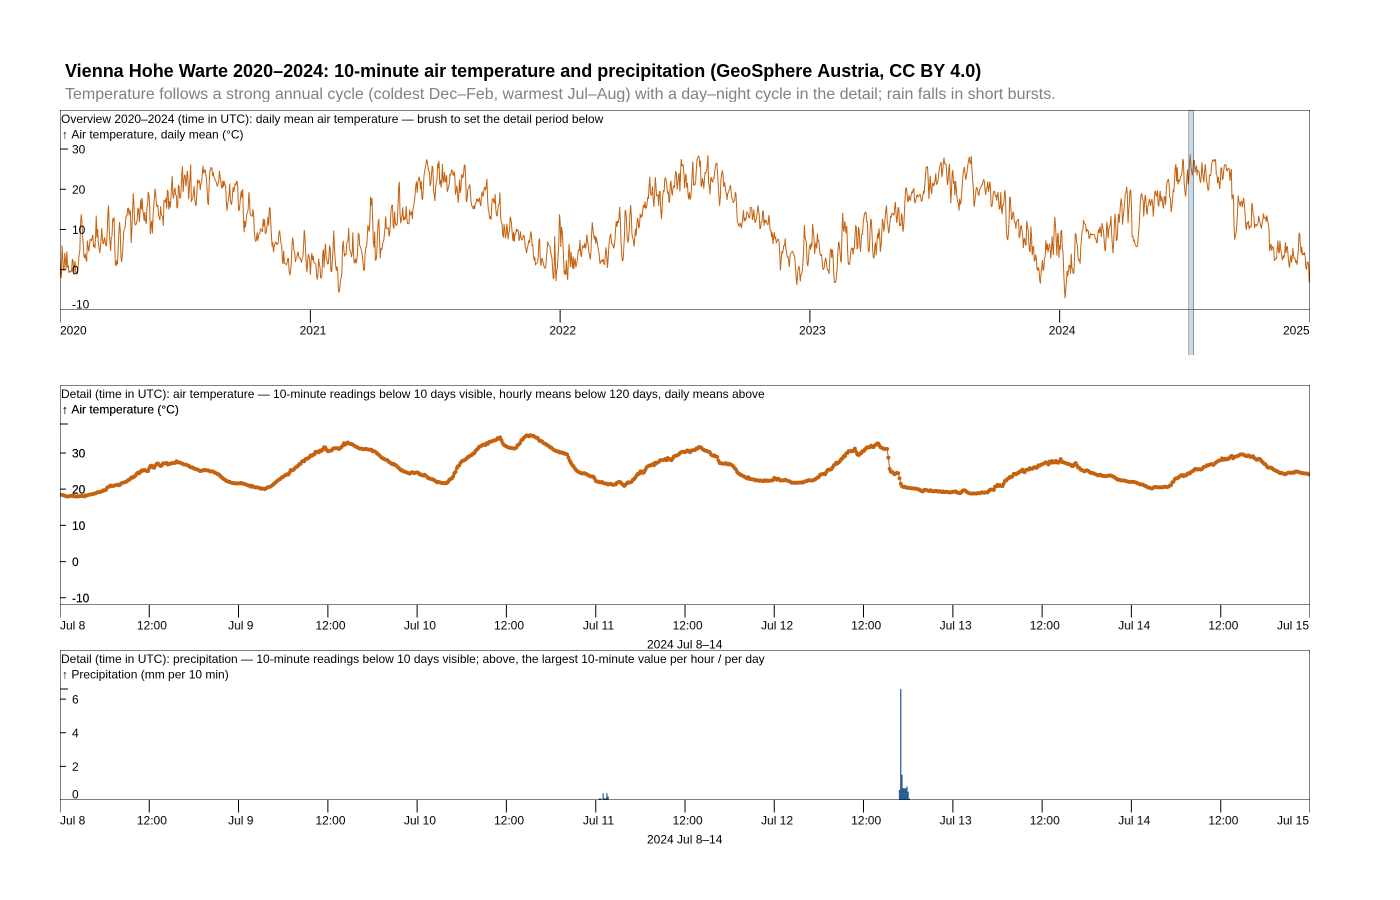 Vienna Hohe Warte 2020–2024: 10-minute air temperature and precipitation (GeoSphere Austria, CC BY 4.0)
Temperature follows a strong annual cycle (coldest Dec–Feb, warmest Jul–Aug) with a day–night cycle in the detail; rain falls in short bursts.
Overview 2020–2024 (time in UTC): daily mean air temperature — brush to set the detail period below
↑ Air temperature, daily mean (°C)
30
20
10
0
-10
2020 2021 2022 2023 2024 2025
Detail (time in UTC): air temperature — 10-minute readings below 10 days visible, hourly means below 120 days, daily means above
↑ Air temperature (°C)
30
20
10
0
-10
Jul 8 12:00 Jul 9 12:00 Jul 10 12:00 Jul 11 12:00 Jul 12 12:00 Jul 13 12:00 Jul 14 12:00 Jul 15
2024 Jul 8–14
Detail (time in UTC): precipitation — 10-minute readings below 10 days visible; above, the largest 10-minute value per hour / per day
↑ Precipitation (mm per 10 min)
6
4
2
0
Jul 8 12:00 Jul 9 12:00 Jul 10 12:00 Jul 11 12:00 Jul 12 12:00 Jul 13 12:00 Jul 14 12:00 Jul 15
2024 Jul 8–14